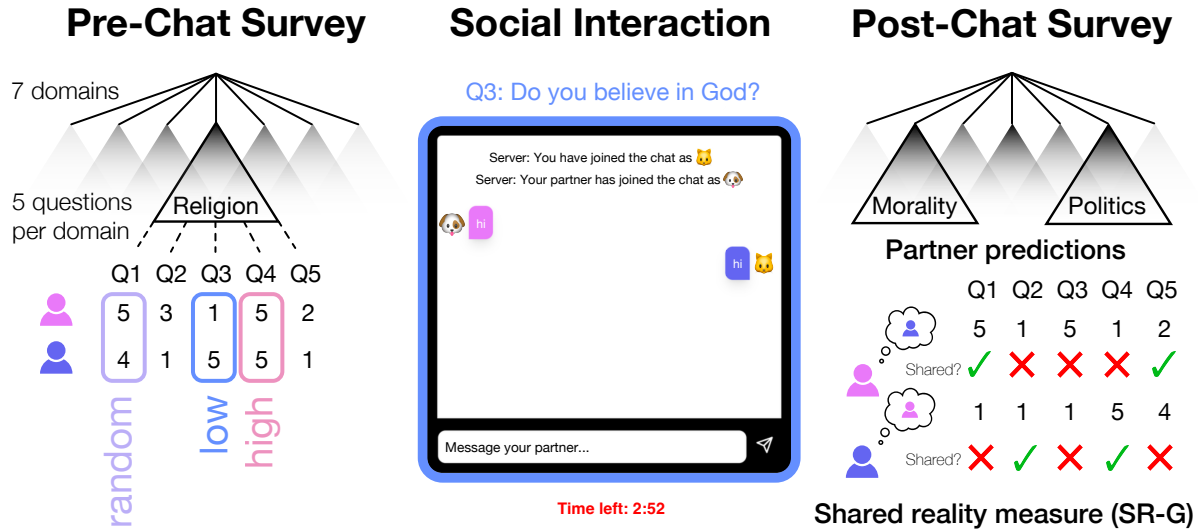 Pre-Chat Survey
7 domains
5 questions
per domain
Religion
Q1 Q2 Q3 Q4 Q5
5 3 1 5 2
4 1 5 5 1
random
low
high
Social Interaction
Q3: Do you believe in God?
Server: You have joined the chat as
Server: Your partner has joined the chat as
hi
hi
Message your partner...
Time left: 2:52
Post-Chat Survey
Morality
Politics
Partner predictions
Q1 Q2 Q3 Q4 Q5
5 1 5 1 2
Shared?
1 1 1 5 4
Shared?
Shared reality measure (SR-G)